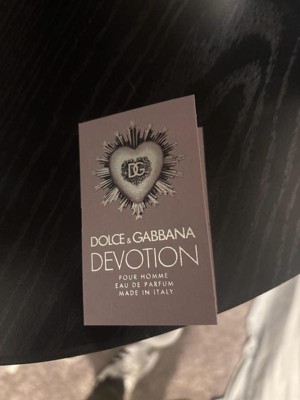 DG
DOLCE & GABBANA
DEVOTION
POUR HOMME
EAU DE PARFUM
MADE IN ITALY